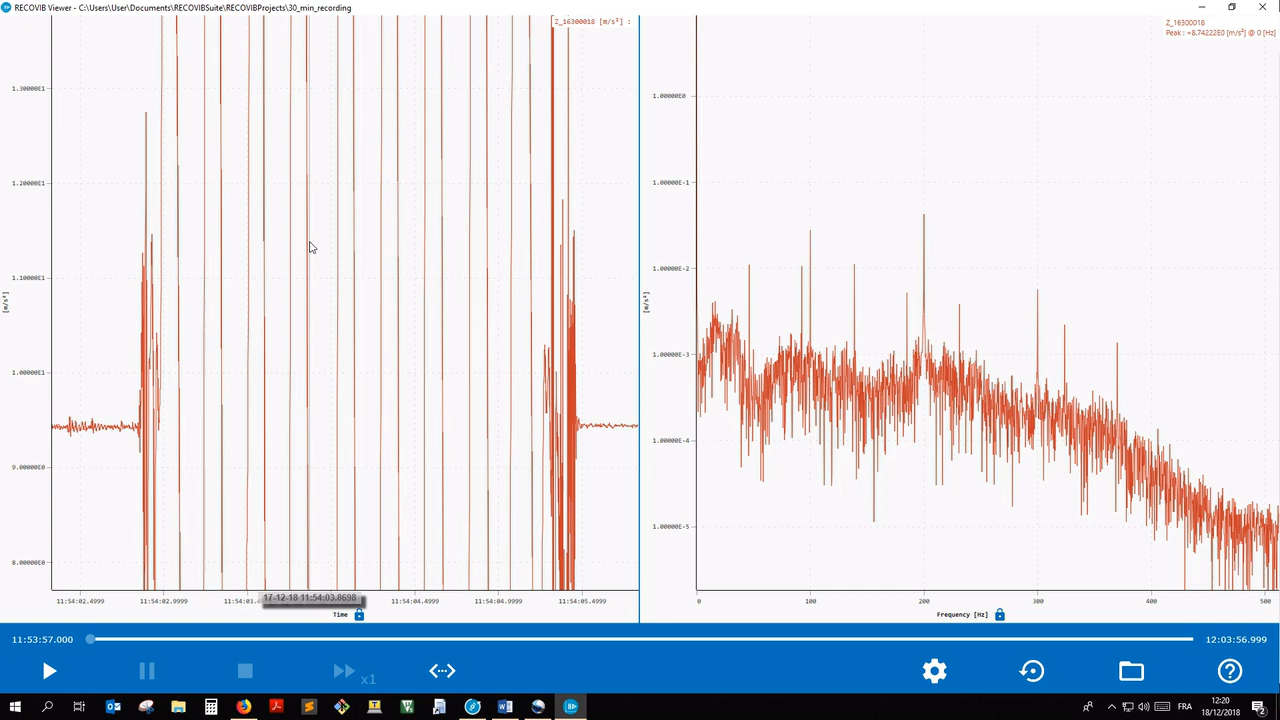 RECOVIB Viewer - C:\Users\User\Documents\RECOVIBSuite\RECOVIBProjects\30_min_recording
Z_16300018 [m/s²] :
1.30000E1
1.20000E1
1.10000E1
1.00000E1
9.00000E0
8.00000E0
[m/s²]
11:54:02.4999
11:54:02.9999
11:54:03.4
11:54:04.4999
11:54:04.9999
11:54:05.4999
17-12-18 11:54:03.8698
Time
Z_16300018
Peak : +8.74222E0 [m/s²] @ 0 [Hz]
1.00000E0
1.00000E-1
1.00000E-2
1.00000E-3
1.00000E-4
1.00000E-5
[m/s²]
0
100
200
300
400
500
Frequency [Hz]
11:53:57.000
12:03:56.999
x1
FRA
12:20
18/12/2018
2